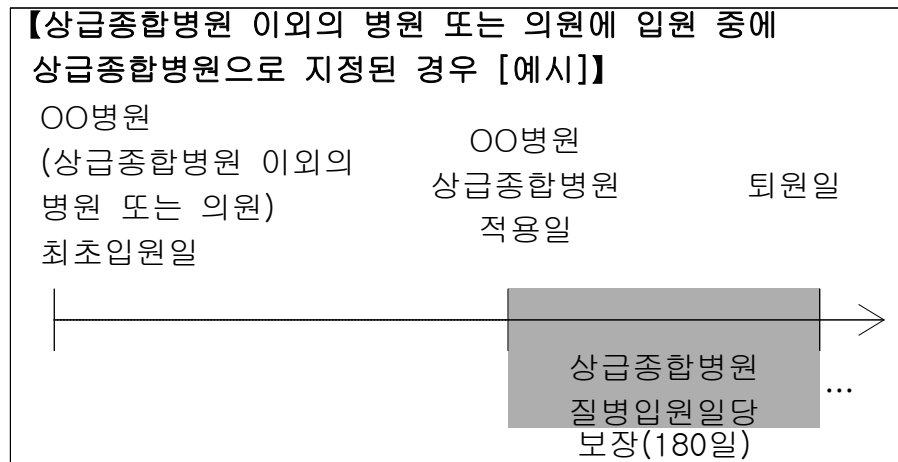 【상급종합병원 이외의 병원 또는 의원에 입원 중에
상급종합병원으로 지정된 경우 [예시]】
OO병원
(상급종합병원 이외의
병원 또는 의원)
최초입원일
OO병원
상급종합병원
적용일
퇴원일
상급종합병원
질병입원일당
보장(180일)
...